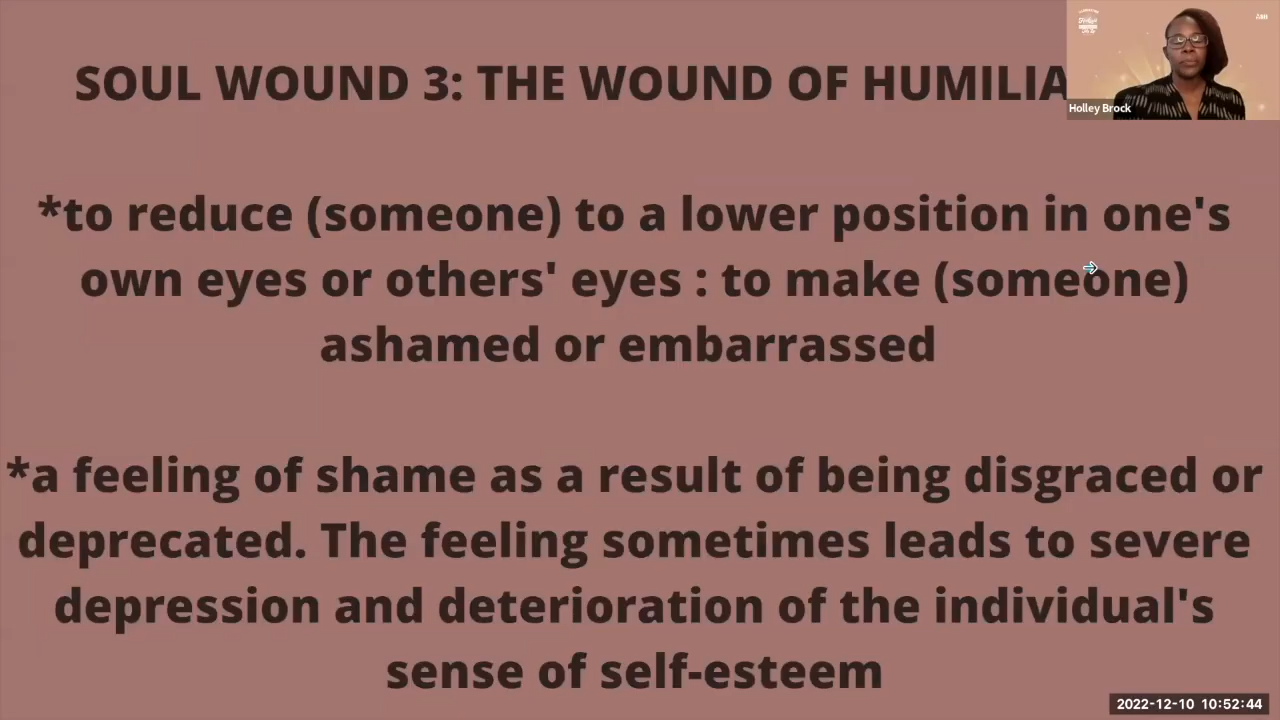 SOUL WOUND 3: THE WOUND OF HUMILIA
Holley Brock
*to reduce (someone) to a lower position in one's
own eyes or others' eyes : to make (someone)
ashamed or embarrassed
*a feeling of shame as a result of being disgraced or
deprecated. The feeling sometimes leads to severe
depression and deterioration of the individual's
sense of self-esteem
2022-12-10 10:52:44